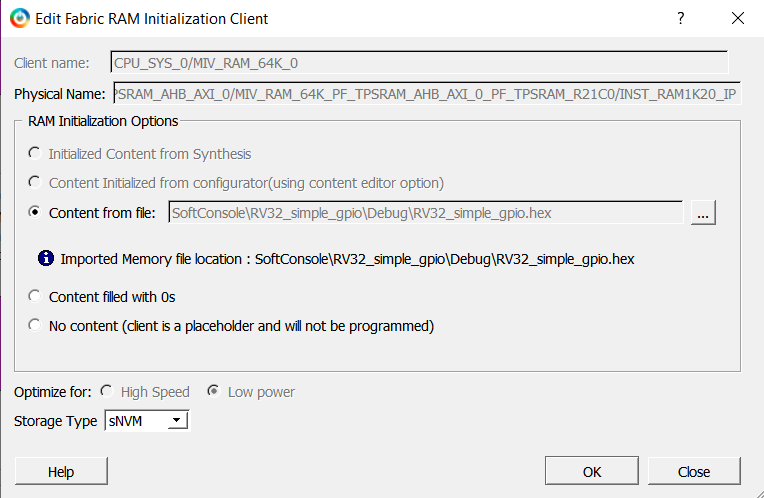 Edit Fabric RAM Initialization Client
? 
Client name: CPU_SYS_0/MIV_RAM_64K_0
Physical Name: PSRAM_AHB_AXI_0/MIV_RAM_64K_PF_TPSRAM_AHB_AXI_0_PF_TPSRAM_R21C0/INST_RAM1K20_IP
RAM Initialization Options
Initialized Content from Synthesis
Content Initialized from configurator(using content editor option)
Content from file: SoftConsole\RV32_simple_gpio\Debug\RV32_simple_gpio.hex ...
Imported Memory file location : SoftConsole\RV32_simple_gpio\Debug\RV32_simple_gpio.hex
Content filled with 0s
No content (client is a placeholder and will not be programmed)
Optimize for: High Speed Low power
Storage Type sNVM
Help OK Close